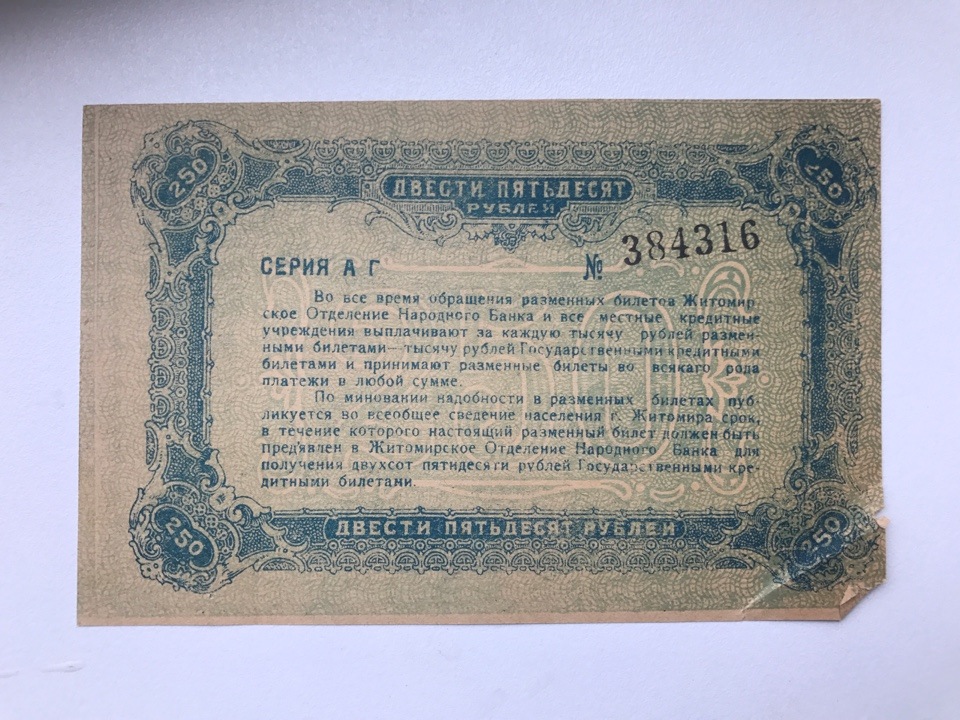 250
ДВЕСТИ ПЯТЬДЕСЯТ
РУБЛЕЙ
250
СЕРИЯ А Г № 384316
Во все время обращения разменных билетов Житомир-
ское Отделение Народного Банка и все местные кредитные
учреждения выплачивают за каждую тысячу рублей размен-
ными билетами—тысячу рублей Государственными кредитными
билетами и принимают разменные билеты во всякаго рода
платежи в любой сумме.
По миновании надобности в разменных билетах пуб-
ликуется во всеобщее сведение населения г. Житомира срок,
в течение которого настоящий разменный билет должен быть
пред'явлен в Житомирское Отделение Народного Банка для
получения двухсот пятидесяти рублей Государственными кре-
дитными билетами.
250
ДВЕСТИ ПЯТЬДЕСЯТ РУБЛЕЙ
250